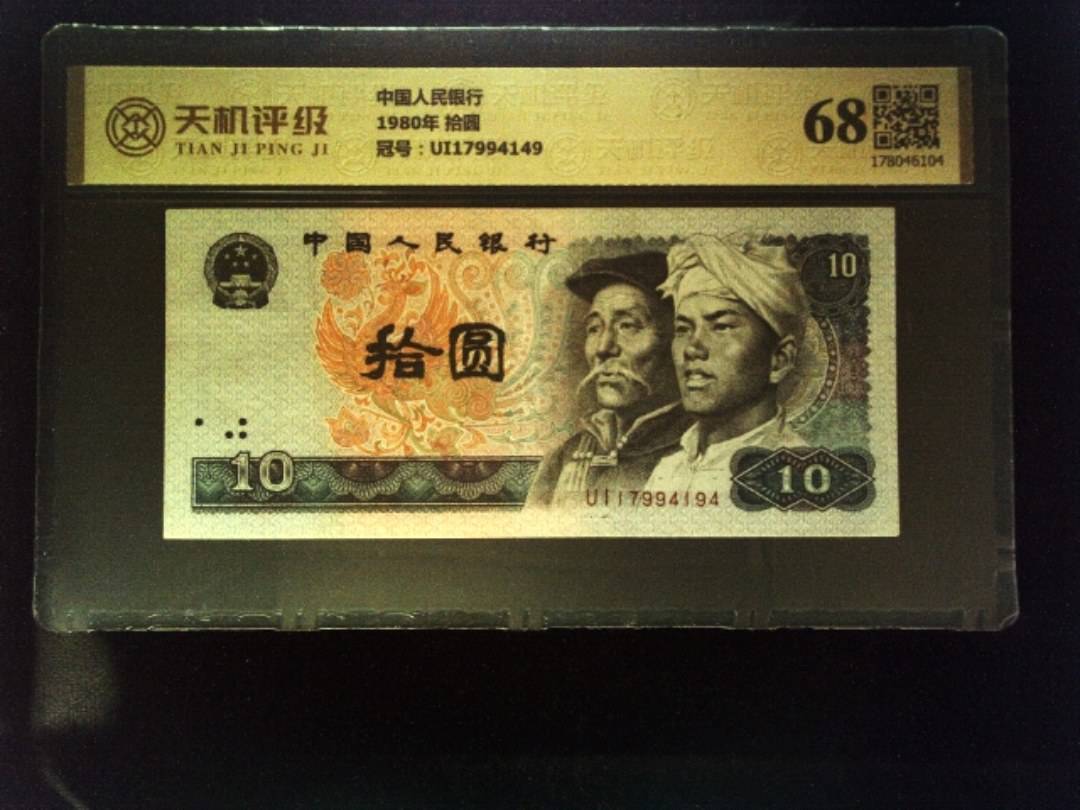 天机评级
TIAN JI PING JI
中国人民银行
1980年 拾圆
冠号：UI17994149
68
178046104
中国人民银行
10
拾圆
10
UI17994194
10